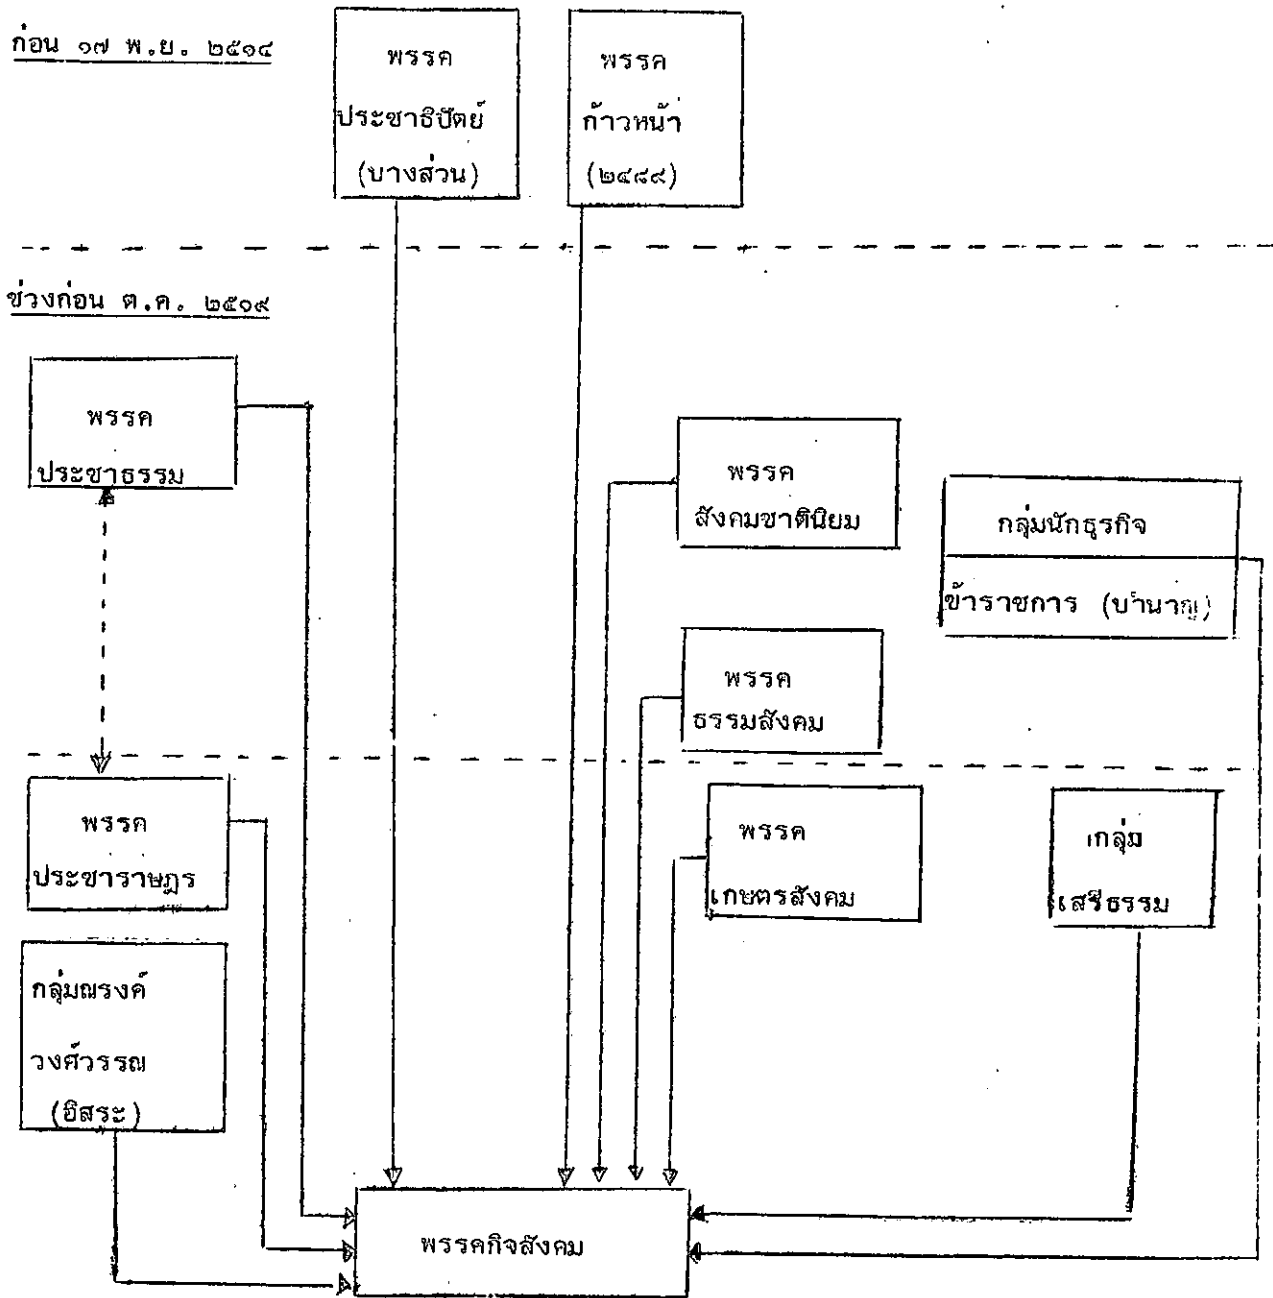 ก่อน ๑๗ พ.ย. ๒๕๑๔
พรรค
ประชาธิปัตย์
(บางส่วน)
พรรค
ก้าวหน้า
(๒๔๘๙)
ช่วงก่อน ต.ค. ๒๕๑๙
พรรค
ประชาธรรม
พรรค
สังคมชาตินิยม
กลุ่มนักธุรกิจ
ข้าราชการ (บำนาญ)
พรรค
ธรรมสังคม
พรรค
ประชาราษฎร
พรรค
เกษตรสังคม
กลุ่ม
เสรีธรรม
กลุ่มณรงค์
วงศ์วรรณ
(อิสระ)
พรรคกิจสังคม